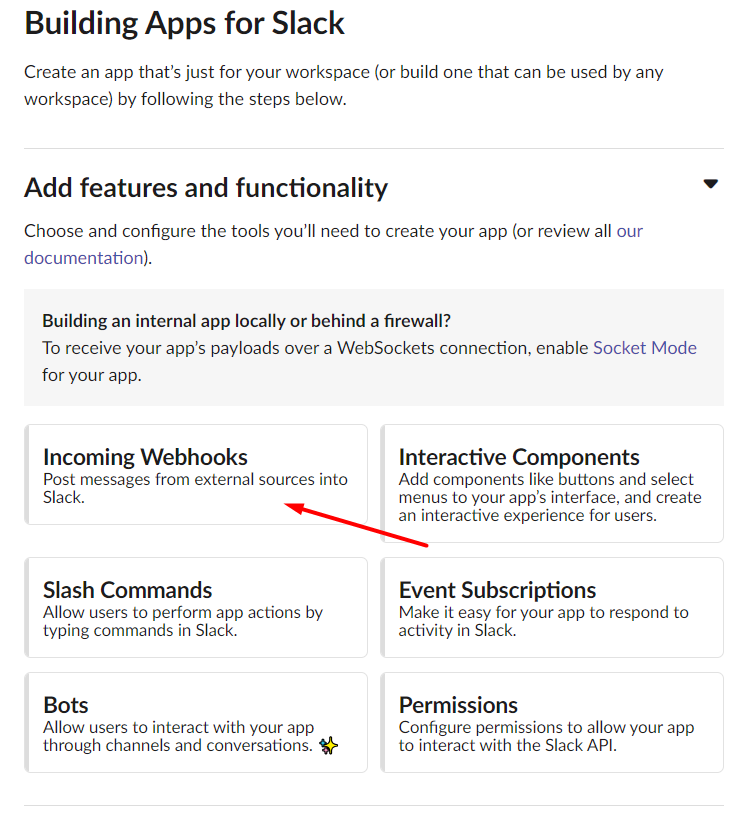 Building Apps for Slack
Create an app that’s just for your workspace (or build one that can be used by any
workspace) by following the steps below.
Add features and functionality
Choose and configure the tools you’ll need to create your app (or review all our
documentation).
Building an internal app locally or behind a firewall?
To receive your app’s payloads over a WebSockets connection, enable Socket Mode
for your app.
Incoming Webhooks
Post messages from external sources into
Slack.
Interactive Components
Add components like buttons and select
menus to your app’s interface, and create
an interactive experience for users.
Slash Commands
Allow users to perform app actions by
typing commands in Slack.
Event Subscriptions
Make it easy for your app to respond to
activity in Slack.
Bots
Allow users to interact with your app
through channels and conversations. ✨
Permissions
Configure permissions to allow your app
to interact with the Slack API.